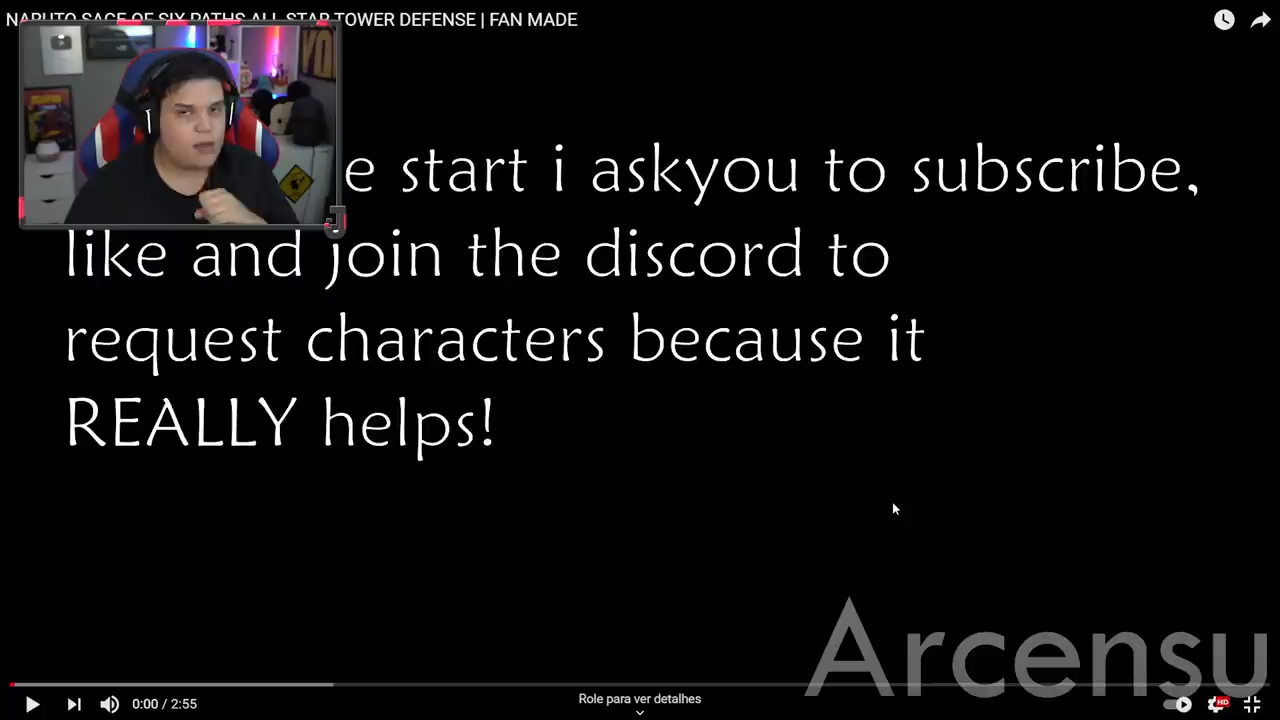 NARUTO SAGE OF SIX PATHS ALL STAR TOWER DEFENSE | FAN MADE
e start i askyou to subscribe,
like and join the discord to
request characters because it
REALLY helps!
Arcensu
0:00 / 2:55
Role para ver detalhes
HD